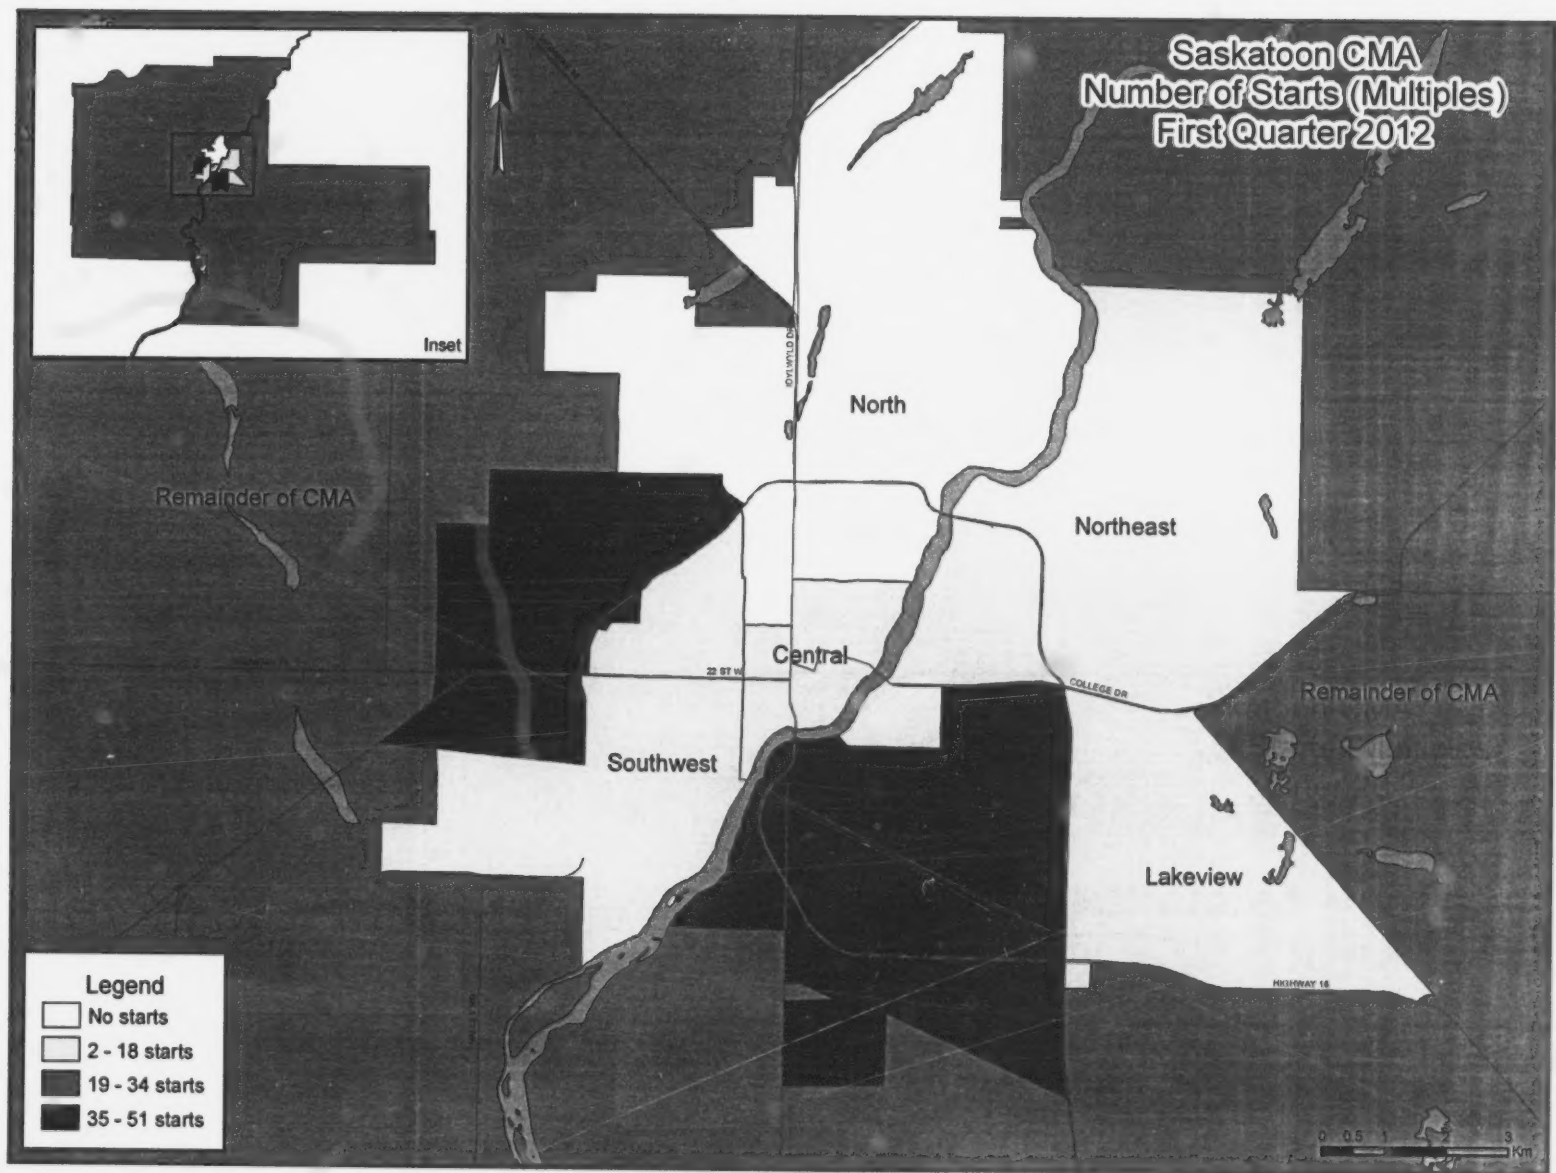 Saskatoon CMA
Number of Starts (Multiples)
First Quarter 2012
N
Inset
IDYLWYLD DR
North
Remainder of CMA
Northeast
Central
22 ST W
COLLEGE DR
Remainder of CMA
Southwest
Lakeview
HIGHWAY 16
Legend
No starts
2 - 18 starts
19 - 34 starts
35 - 51 starts
0 0.5 1 2 3
Km